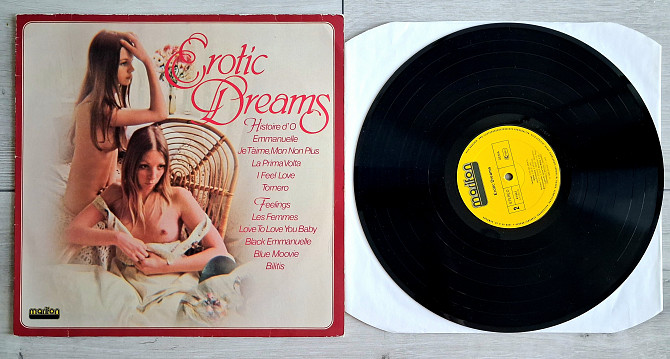 Erotic
Dreams
Histoire d'O
Emmanuelle
Je T'aime, Mon Non Plus
La Prima Volta
I Feel Love
Tornero
Feelings
Les Femmes
Love To Love You Baby
Black Emmanuelle
Blue Moovie
Bilitis
marifon
marifon
2